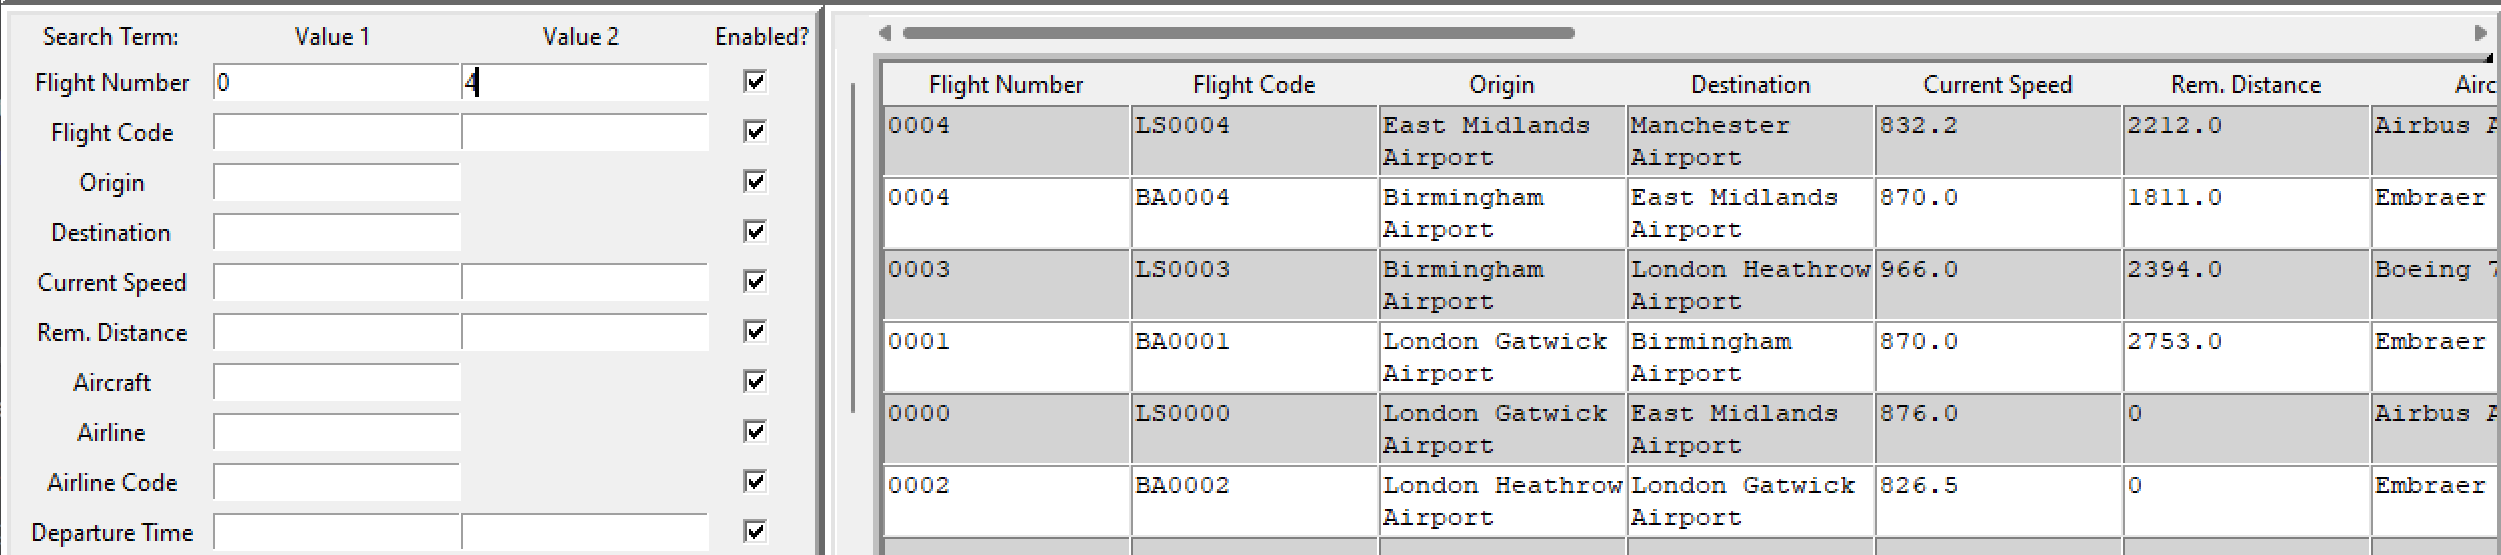 Search Term: Value 1 Value 2 Enabled?
Flight Number 0 4
Flight Code
Origin
Destination
Current Speed
Rem. Distance
Aircraft
Airline
Airline Code
Departure Time
Flight Number Flight Code Origin Destination Current Speed Rem. Distance Airc
0004 LS0004 East Midlands Manchester 832.2 2212.0 Airbus A
Airport Airport
0004 BA0004 Birmingham East Midlands 870.0 1811.0 Embraer
Airport Airport
0003 LS0003 Birmingham London Heathrow 966.0 2394.0 Boeing 7
Airport Airport
0001 BA0001 London Gatwick Birmingham 870.0 2753.0 Embraer
Airport Airport
0000 LS0000 London Gatwick East Midlands 876.0 0 Airbus A
Airport Airport
0002 BA0002 London Heathrow London Gatwick 826.5 0 Embraer
Airport Airport